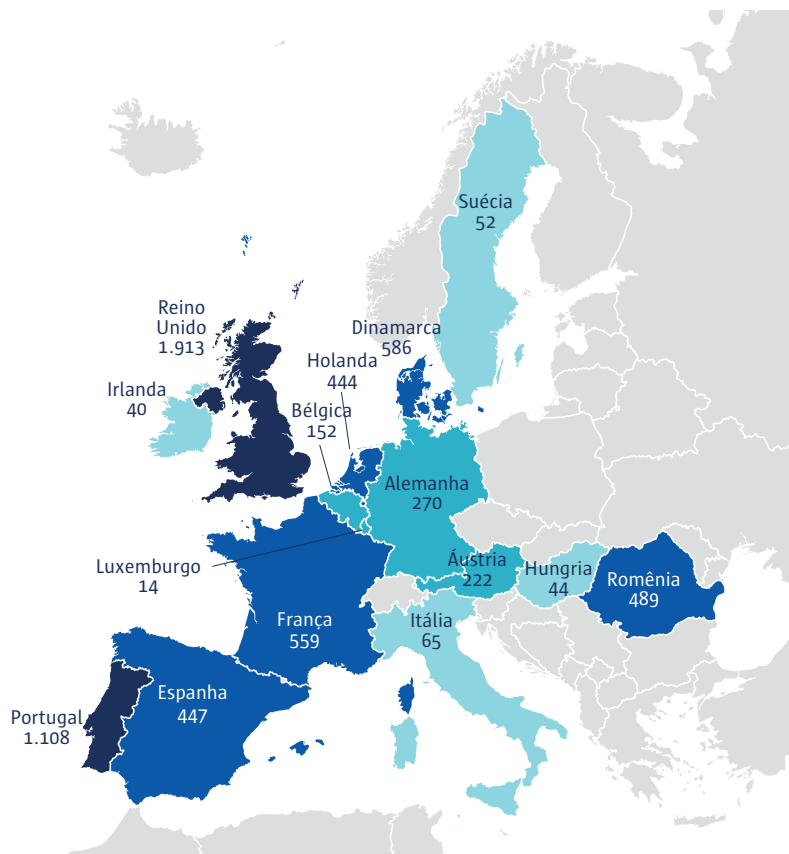 Suécia
52
Reino
Unido
1.913
Dinamarca
586
Holanda
444
Irlanda
40
Bélgica
152
Alemanha
270
Luxemburgo
14
Áustria
222
Hungria
44
Romênia
489
França
559
Itália
65
Espanha
447
Portugal
1.108